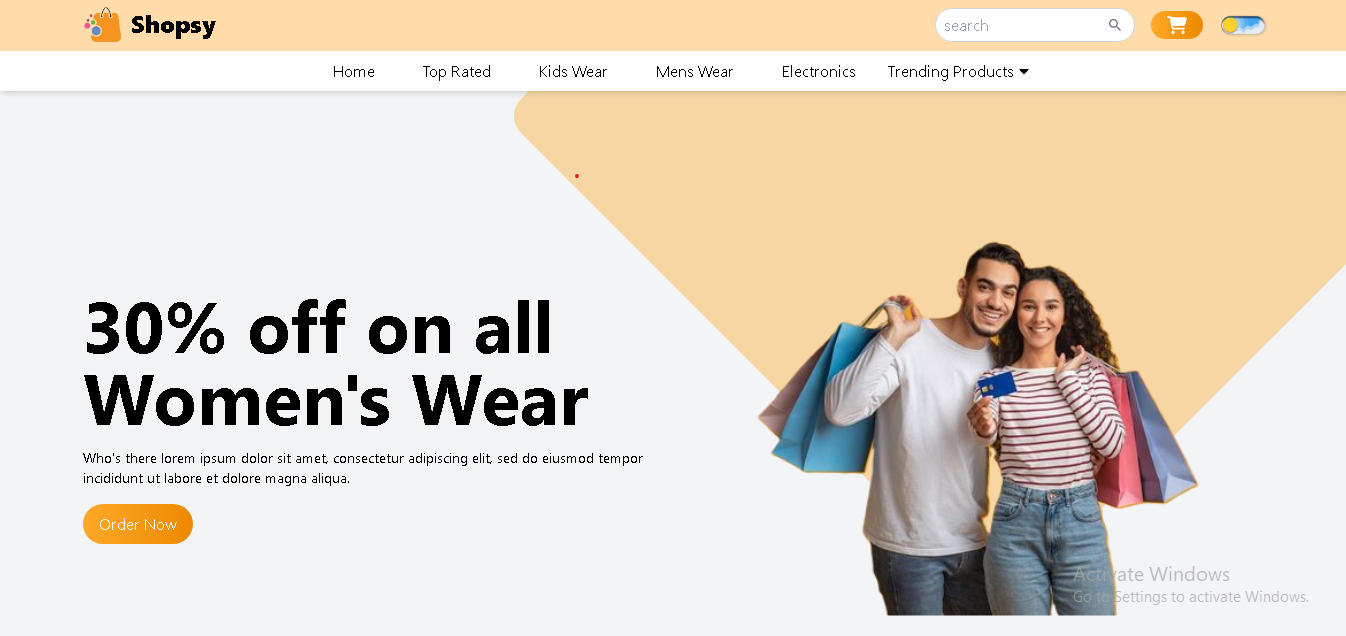 Shopsy
search
Home Top Rated Kids Wear Mens Wear Electronics Trending Products
30% off on all
Women's Wear
Who's there lorem ipsum dolor sit amet, consectetur adipiscing elit, sed do eiusmod tempor
incididunt ut labore et dolore magna aliqua.
Order Now
Activate Windows
Go to Settings to activate Windows.